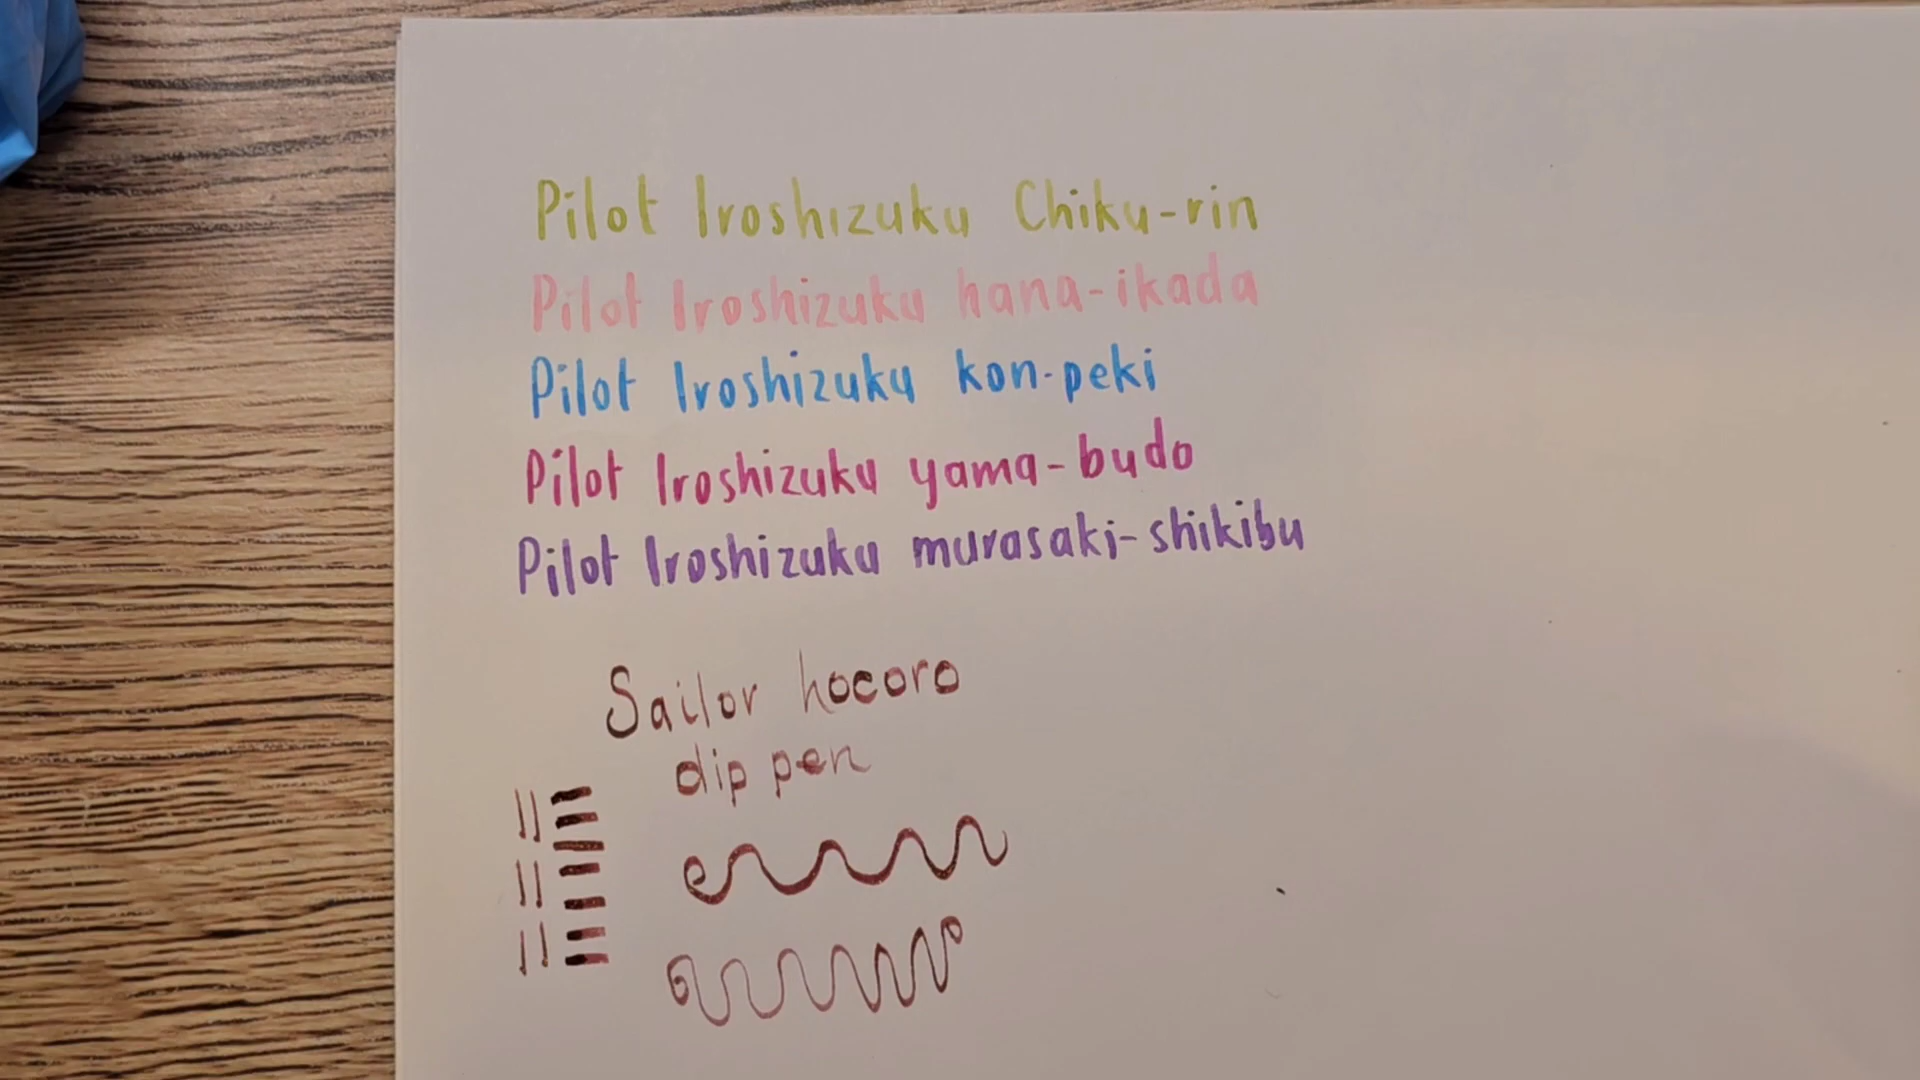 Pilot Iroshizuku Chiku-rin
Pilot Iroshizuku hana-ikada
Pilot Iroshizuku kon-peki
Pilot Iroshizuku yama-budo
Pilot Iroshizuku murasaki-shikibu
Sailor hocoro
dip pen